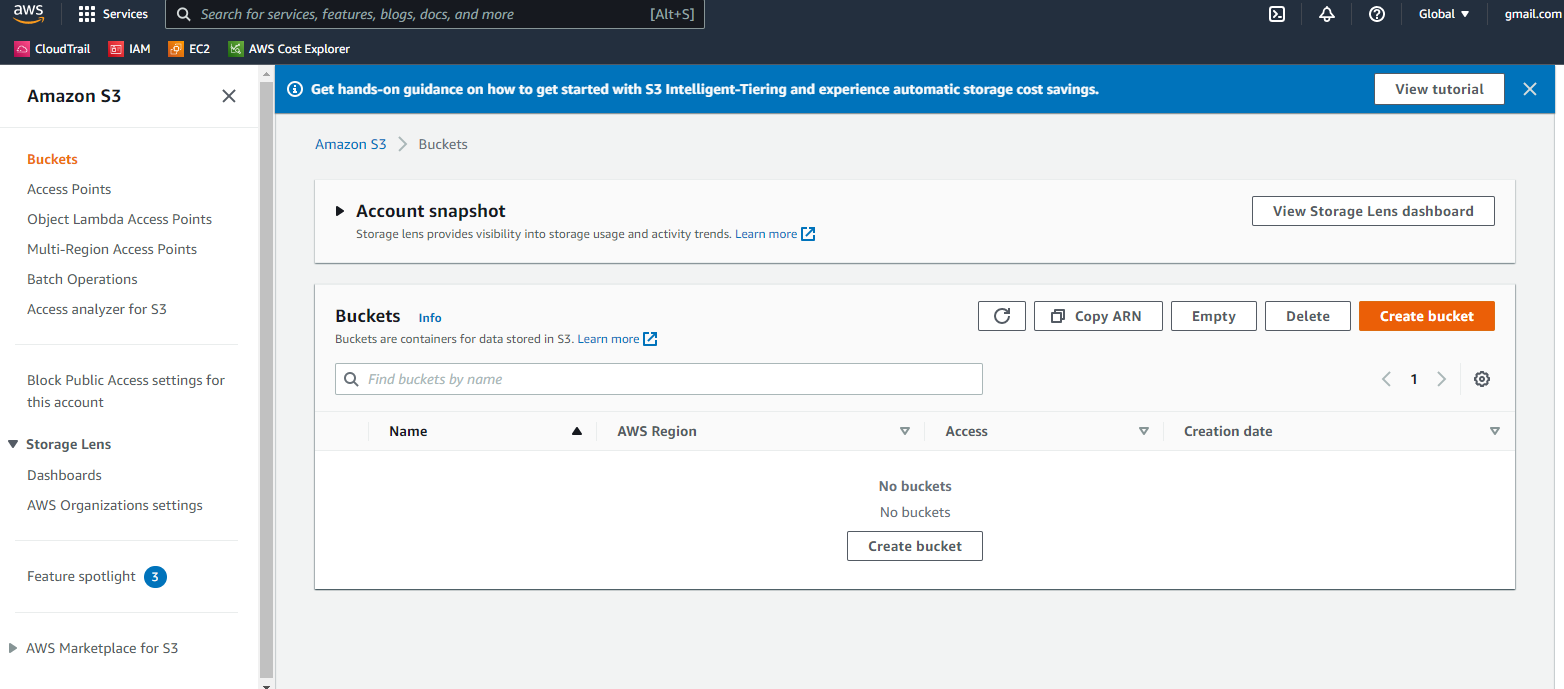 aws
Services
Search for services, features, blogs, docs, and more
[Alt+S]
Global
gmail.com
CloudTrail
IAM
EC2
AWS Cost Explorer
Amazon S3
Buckets
Access Points
Object Lambda Access Points
Multi-Region Access Points
Batch Operations
Access analyzer for S3
Block Public Access settings for
this account
Storage Lens
Dashboards
AWS Organizations settings
Feature spotlight 3
AWS Marketplace for S3
Get hands-on guidance on how to get started with S3 Intelligent-Tiering and experience automatic storage cost savings.
View tutorial
Amazon S3 Buckets
Account snapshot
Storage lens provides visibility into storage usage and activity trends. Learn more
View Storage Lens dashboard
Buckets Info
Buckets are containers for data stored in S3. Learn more
Copy ARN
Empty
Delete
Create bucket
Find buckets by name
1
Name
AWS Region
Access
Creation date
No buckets
No buckets
Create bucket